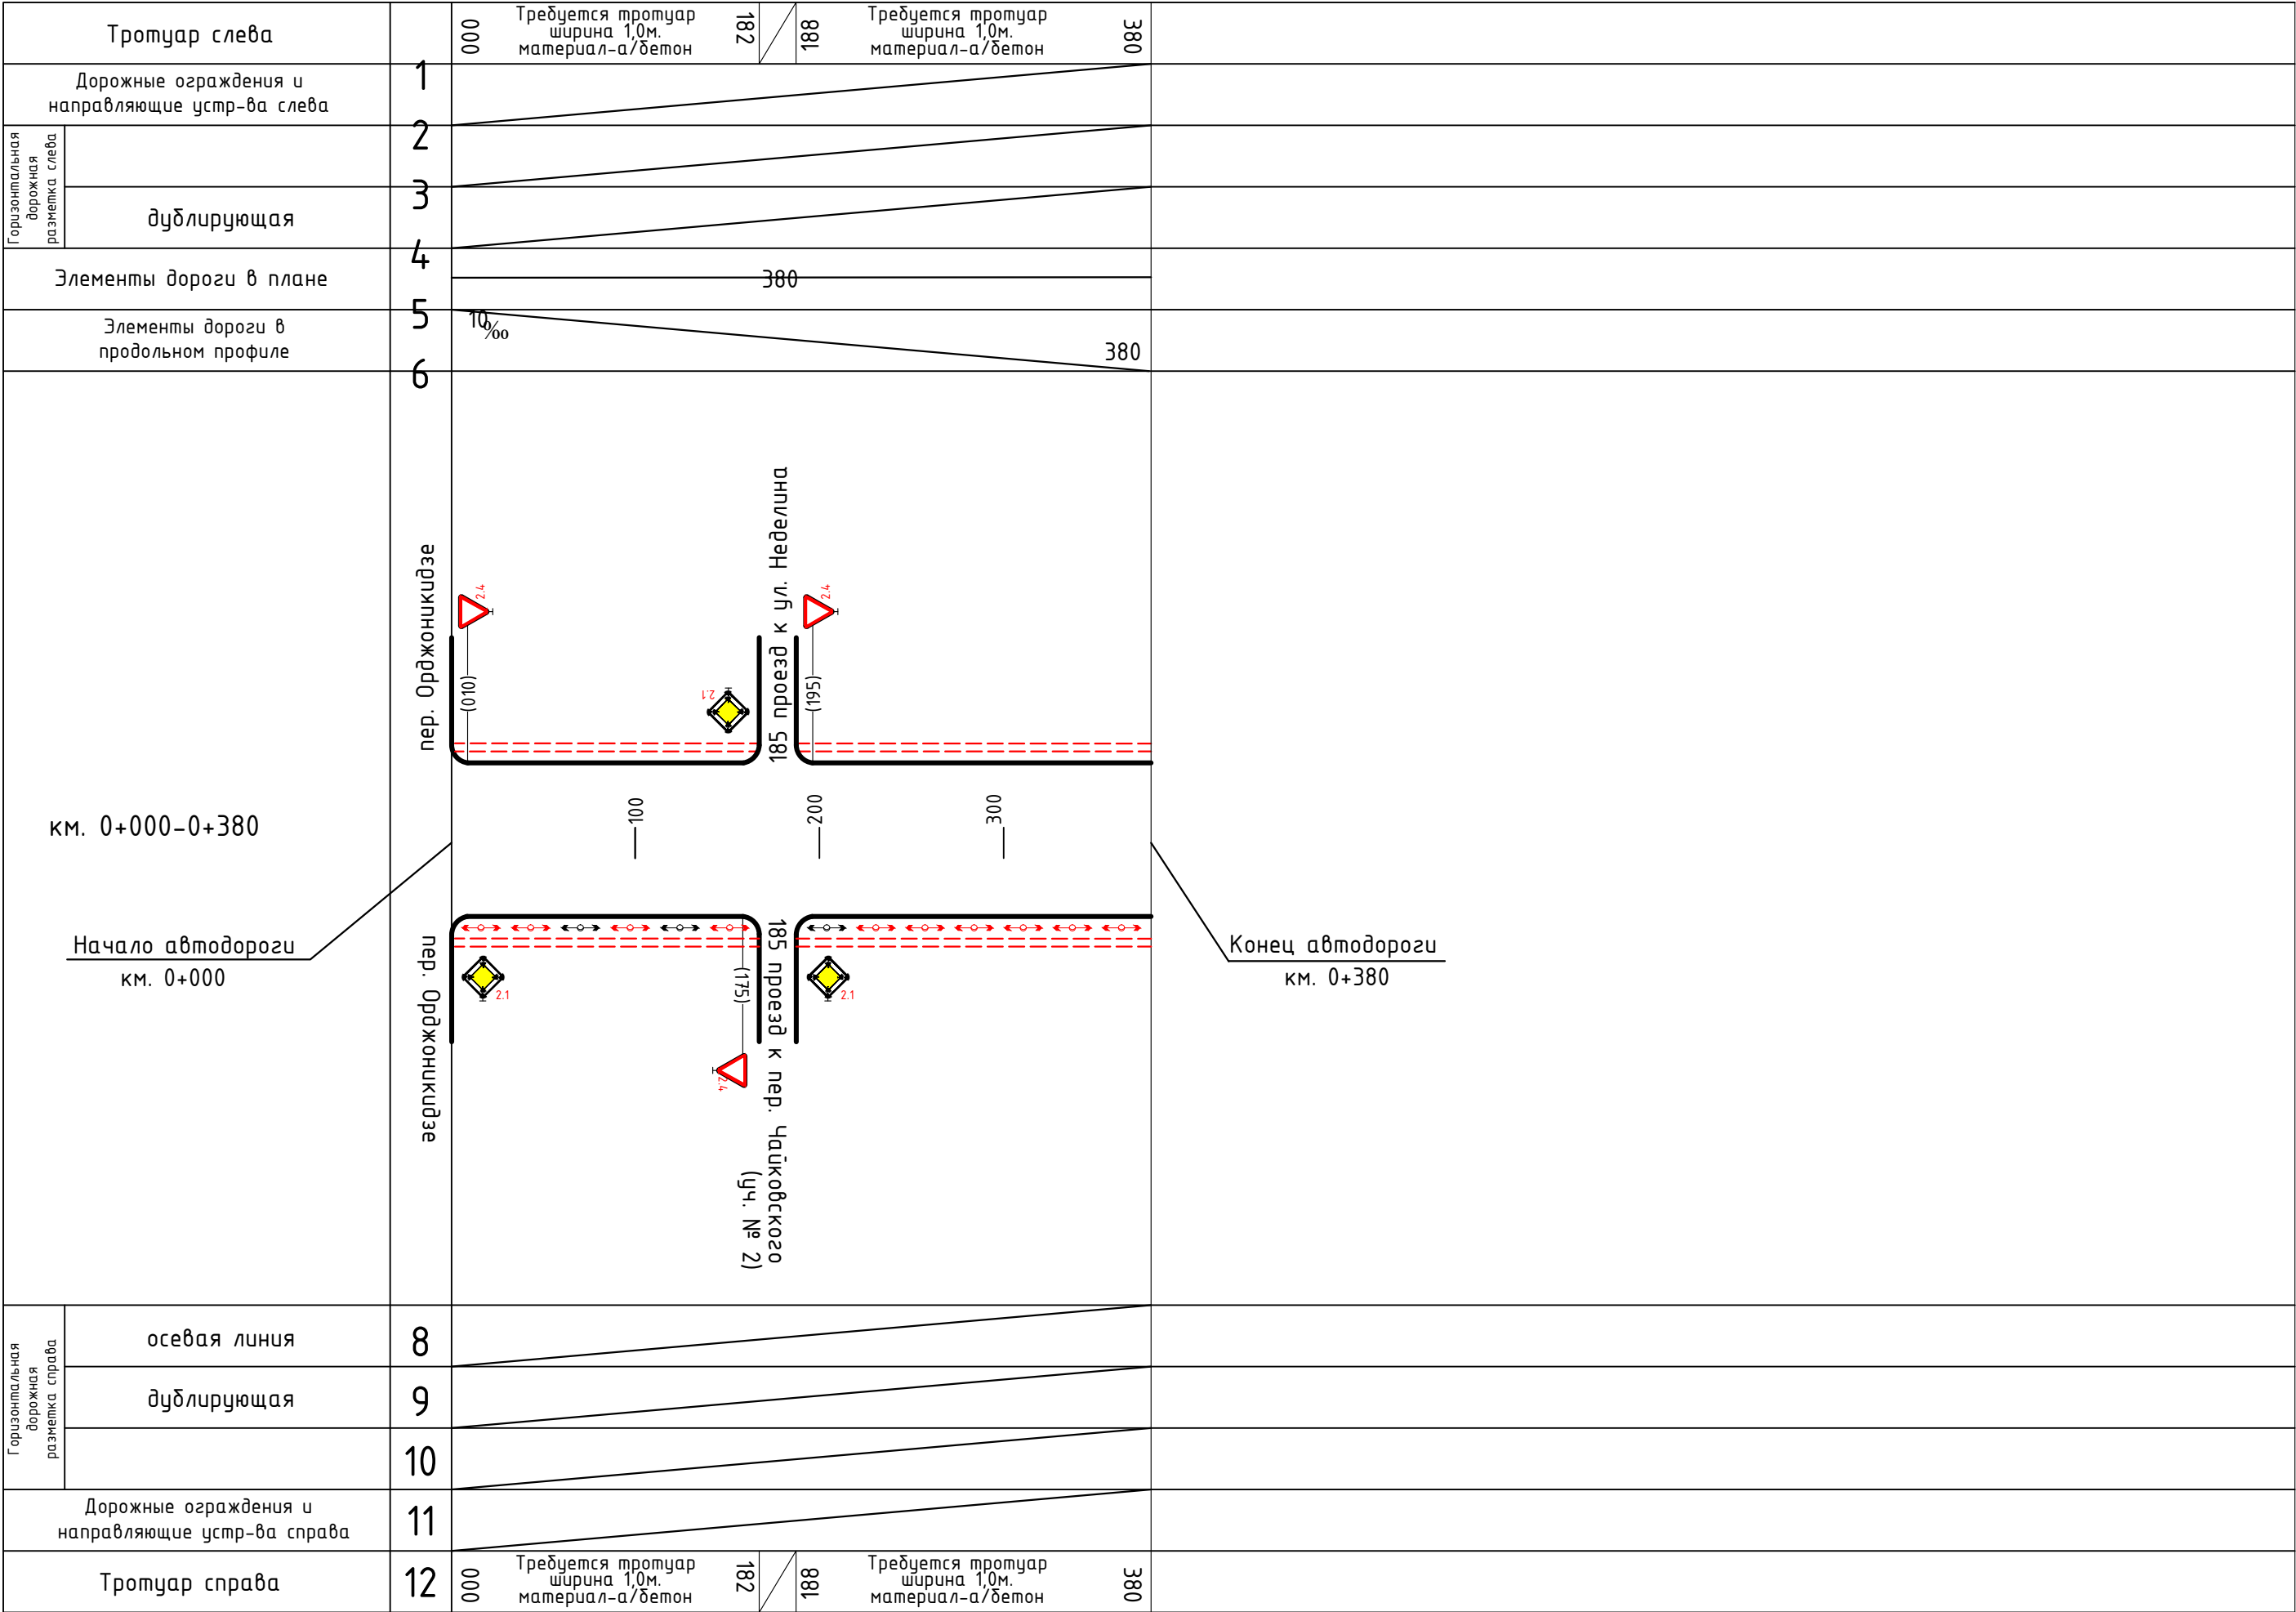 Тротуар слева
000
Требуется тротуар
ширина 1,0м.
материал-а/бетон
182
188
Требуется тротуар
ширина 1,0м.
материал-а/бетон
380
1
Дорожные ограждения и
направляющие устр-ва слева
2
Горизонтальная
дорожная
разметка слева
3
дублирующая
4
Элементы дороги в плане
380
5
Элементы дороги в
продольном профиле
10‰
380
6
пер. Орджоникидзе
2.4
(010)
2.1
185 проезд к ул. Неделина
2.4
(195)
км. 0+000-0+380
100
200
300
Начало автодороги
км. 0+000
Конец автодороги
км. 0+380
пер. Орджоникидзе
2.1
(175)
2.4
185 проезд к пер. Чайковского
(уч. № 2)
2.1
Горизонтальная
дорожная
разметка справа
осевая линия
8
дублирующая
9
10
Дорожные ограждения и
направляющие устр-ва справа
11
Тротуар справа
12
000
Требуется тротуар
ширина 1,0м.
материал-а/бетон
182
188
Требуется тротуар
ширина 1,0м.
материал-а/бетон
380